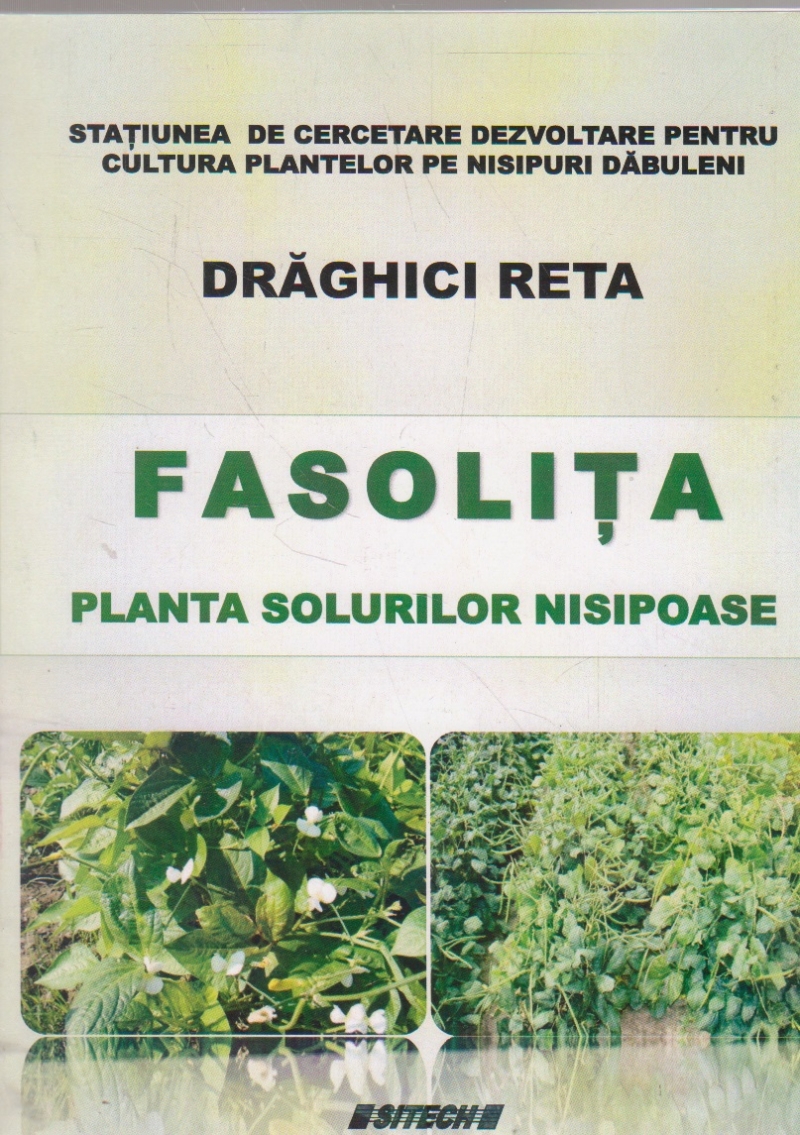 STAȚIUNEA DE CERCETARE DEZVOLTARE PENTRU
CULTURA PLANTELOR PE NISIPURI DĂBULENI
DRĂGHICI RETA
FASOLIȚA
PLANTA SOLURILOR NISIPOASE
SITECH